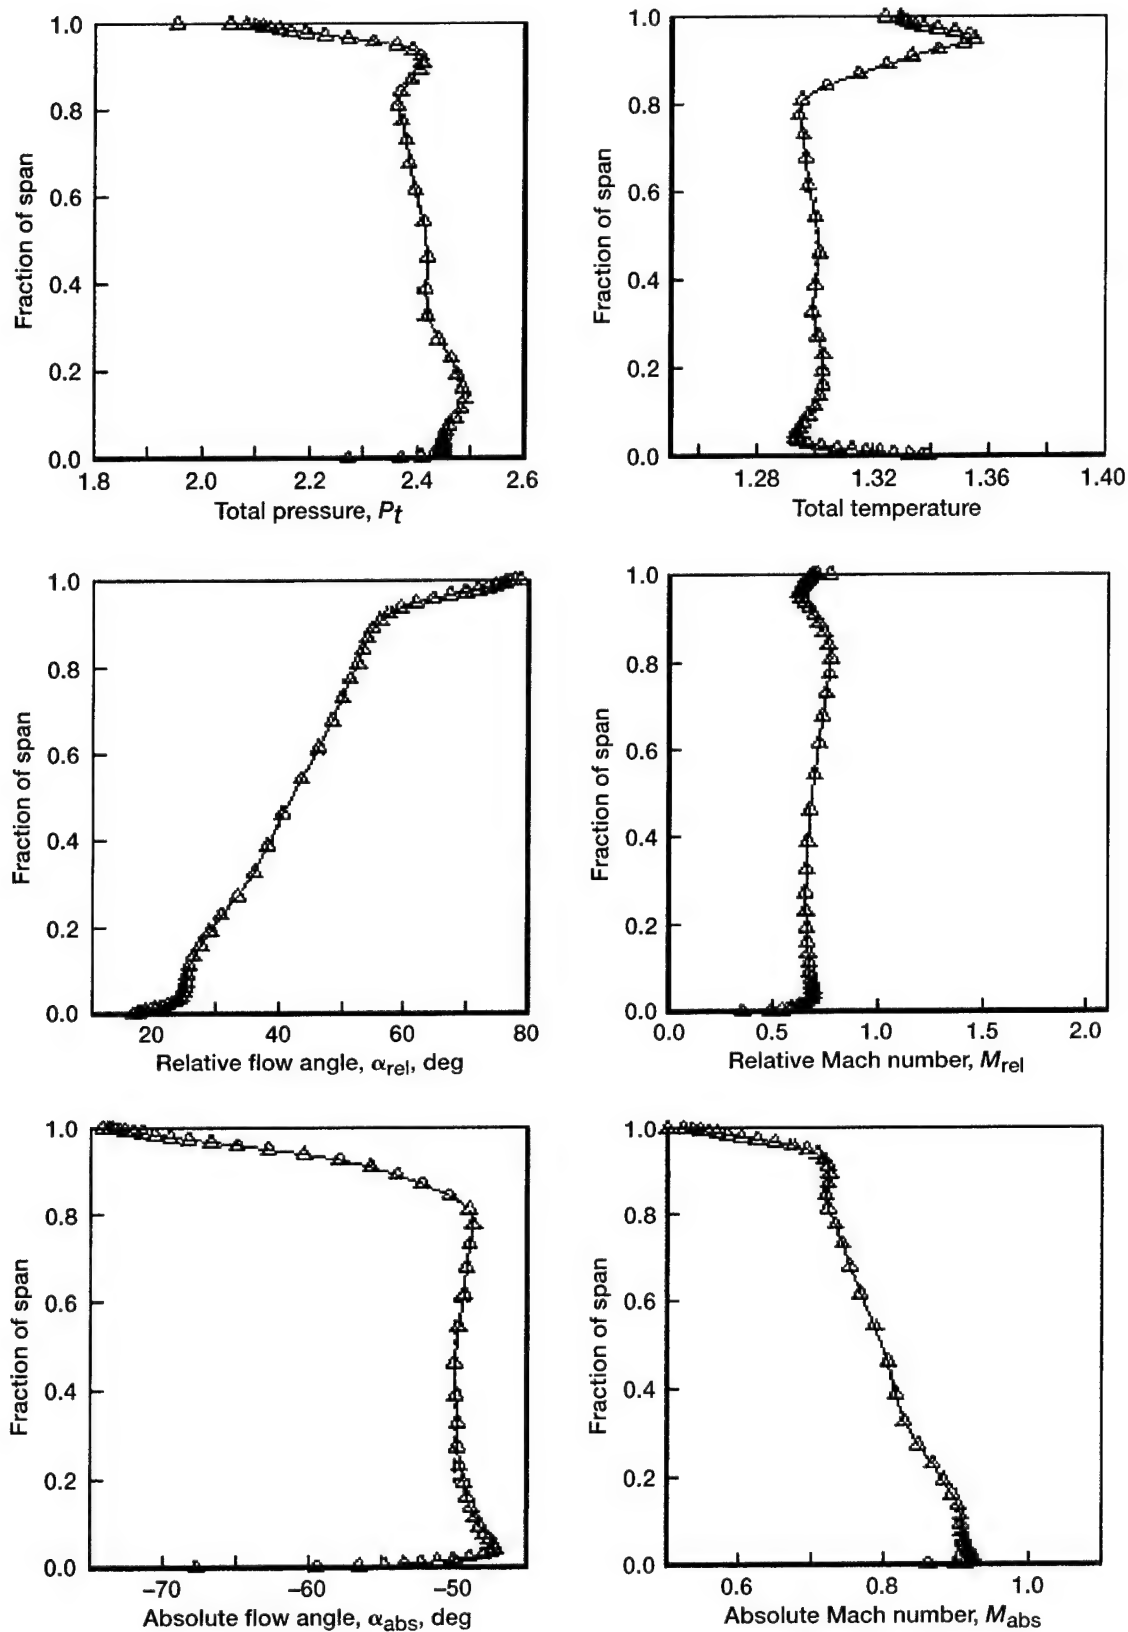 1.0
0.8
0.6
0.4
0.2
0.0
Fraction of span
1.8 2.0 2.2 2.4 2.6
Total pressure, Pt
1.0
0.8
0.6
0.4
0.2
0.0
Fraction of span
1.28 1.32 1.36 1.40
Total temperature
1.0
0.8
0.6
0.4
0.2
0.0
Fraction of span
20 40 60 80
Relative flow angle, αrel, deg
1.0
0.8
0.6
0.4
0.2
0.0
Fraction of span
0.0 0.5 1.0 1.5 2.0
Relative Mach number, Mrel
1.0
0.8
0.6
0.4
0.2
0.0
Fraction of span
–70 –60 –50
Absolute flow angle, αabs, deg
1.0
0.8
0.6
0.4
0.2
0.0
Fraction of span
0.6 0.8 1.0
Absolute Mach number, Mabs